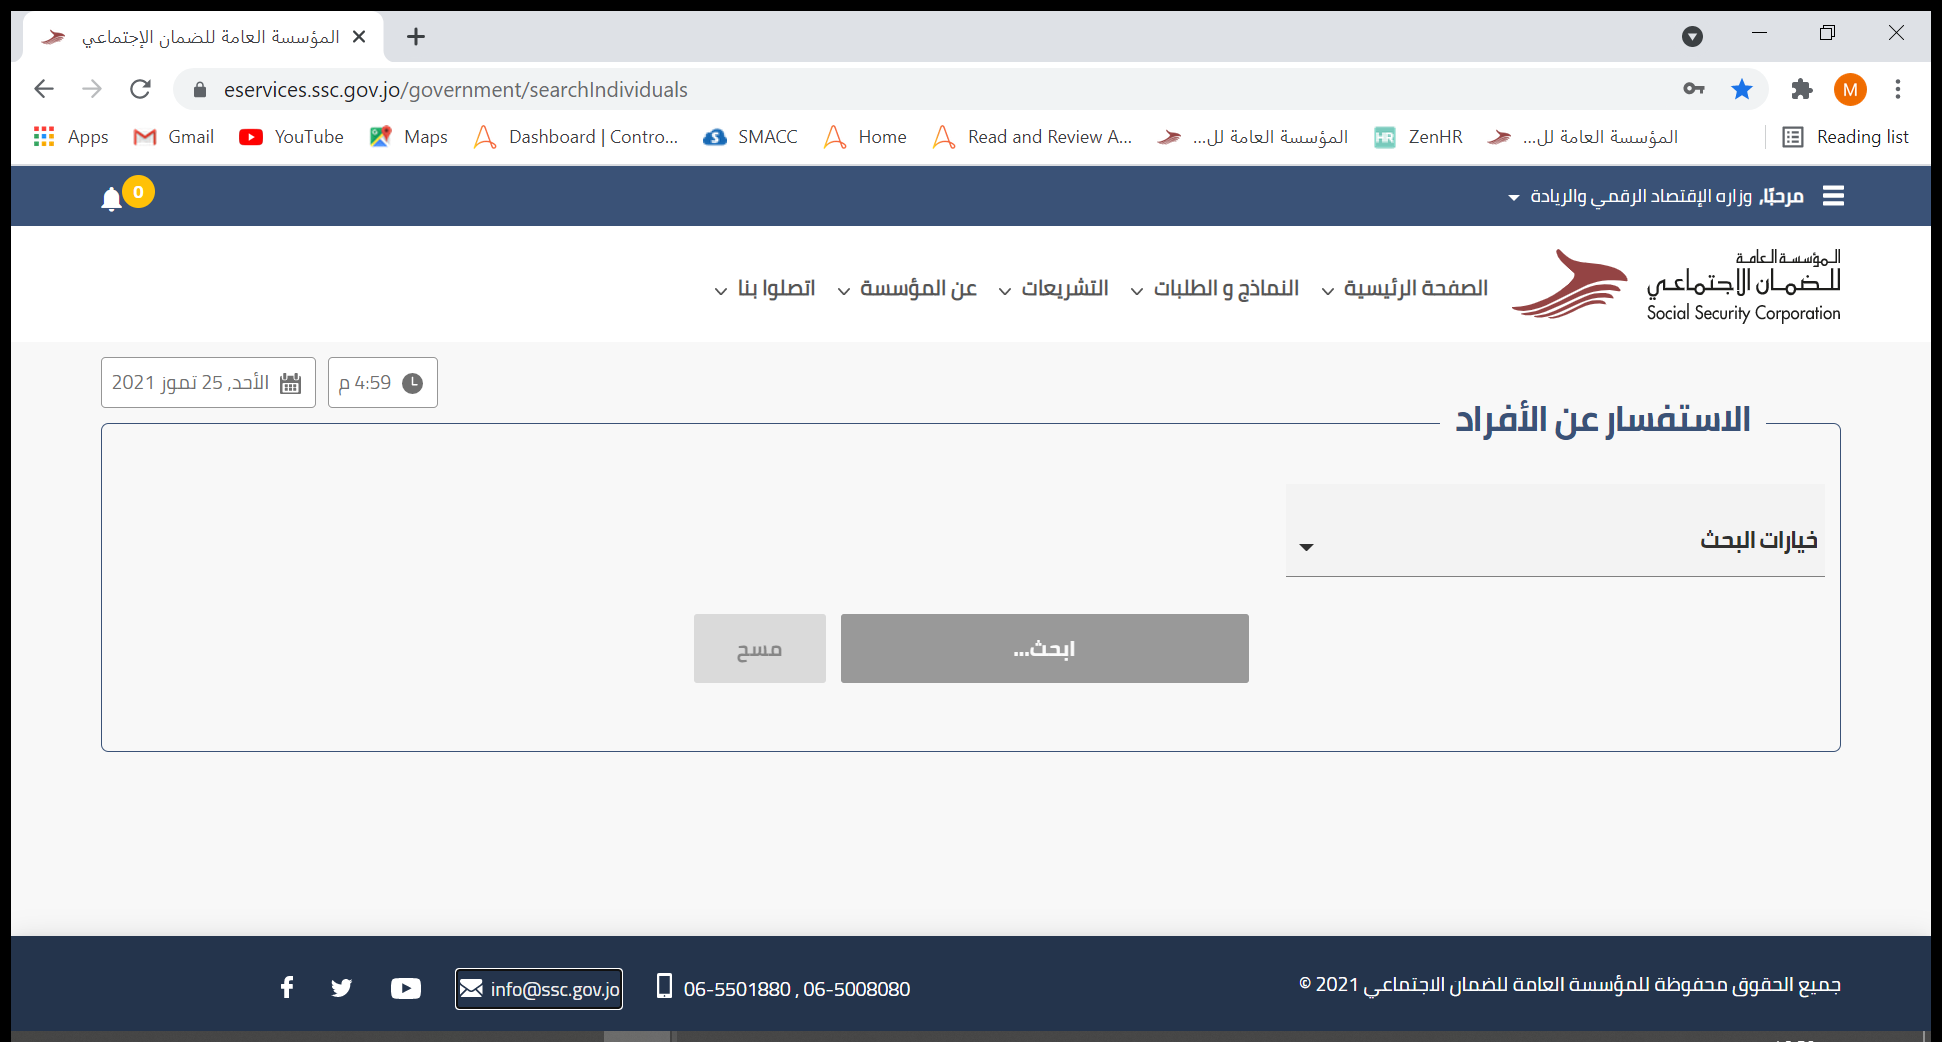 المؤسسة العامة للضمان الإجتماعي
eservices.ssc.gov.jo/government/searchIndividuals
M
Apps Gmail YouTube Maps Dashboard | Contro... SMACC Home Read and Review A... المؤسسة العامة لل... ZenHR المؤسسة العامة لل... Reading list
مرحبًا, وزاره الإقتصاد الرقمي والريادة
0
المؤسسة العامة
للضمان الاجتماعي
Social Security Corporation
الصفحة الرئيسية النماذج و الطلبات التشريعات عن المؤسسة اتصلوا بنا
4:59 م
الأحد, 25 تموز 2021
الاستفسار عن الأفراد
خيارات البحث
ابحث...
مسح
جميع الحقوق محفوظة للمؤسسة العامة للضمان الاجتماعي 2021 ©
06-5501880 , 06-5008080
info@ssc.gov.jo